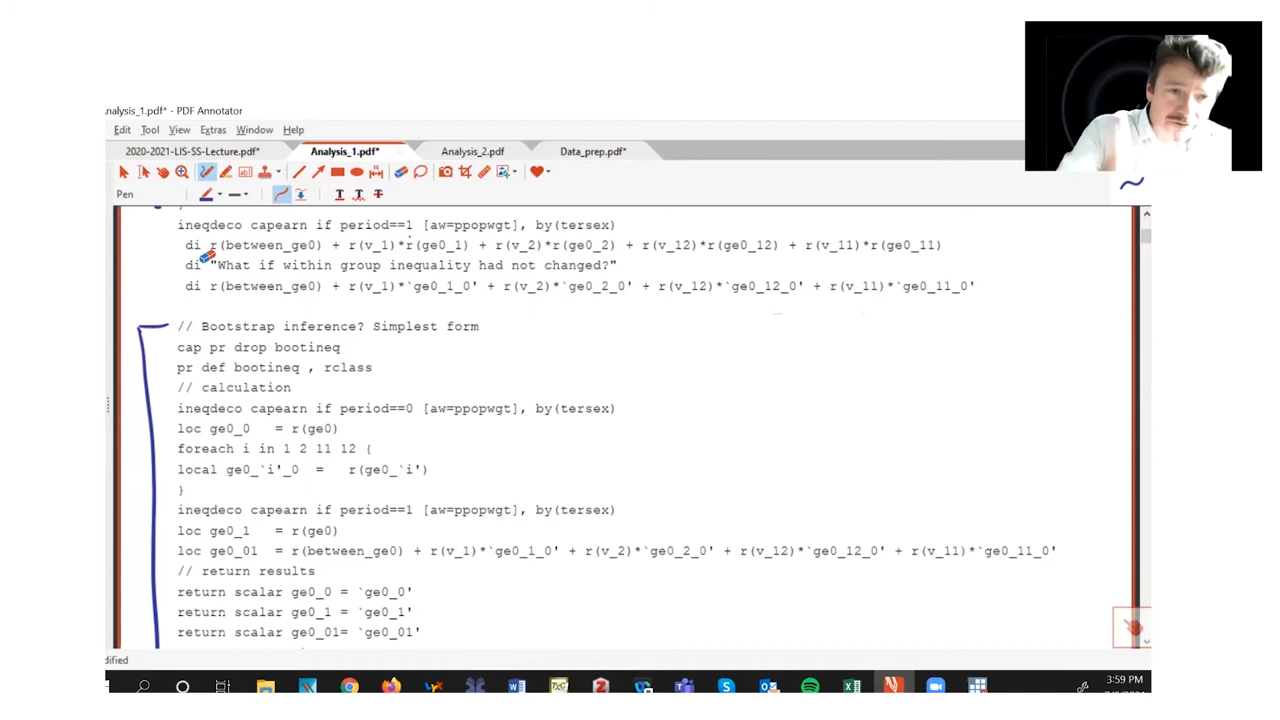 nalysis_1.pdf* - PDF Annotator
Edit Tool View Extras Window Help
2020-2021-LIS-SS-Lecture.pdf* Analysis_1.pdf* Analysis_2.pdf Data_prep.pdf*
Pen
ineqdeco capearn if period==1 [aw=ppopwgt], by(tersex)
di r(between_ge0) + r(v_1)*r(ge0_1) + r(v_2)*r(ge0_2) + r(v_12)*r(ge0_12) + r(v_11)*r(ge0_11)
di "What if within group inequality had not changed?"
di r(between_ge0) + r(v_1)*`ge0_1_0' + r(v_2)*`ge0_2_0' + r(v_12)*`ge0_12_0' + r(v_11)*`ge0_11_0'
// Bootstrap inference? Simplest form
cap pr drop bootineq
pr def bootineq , rclass
// calculation
ineqdeco capearn if period==0 [aw=ppopwgt], by(tersex)
loc ge0_0 = r(ge0)
foreach i in 1 2 11 12 {
local ge0_`i'_0 = r(ge0_`i')
}
ineqdeco capearn if period==1 [aw=ppopwgt], by(tersex)
loc ge0_1 = r(ge0)
loc ge0_01 = r(between_ge0) + r(v_1)*`ge0_1_0' + r(v_2)*`ge0_2_0' + r(v_12)*`ge0_12_0' + r(v_11)*`ge0_11_0'
// return results
return scalar ge0_0 = `ge0_0'
return scalar ge0_1 = `ge0_1'
return scalar ge0_01= `ge0_01'
dified
3:59 PM